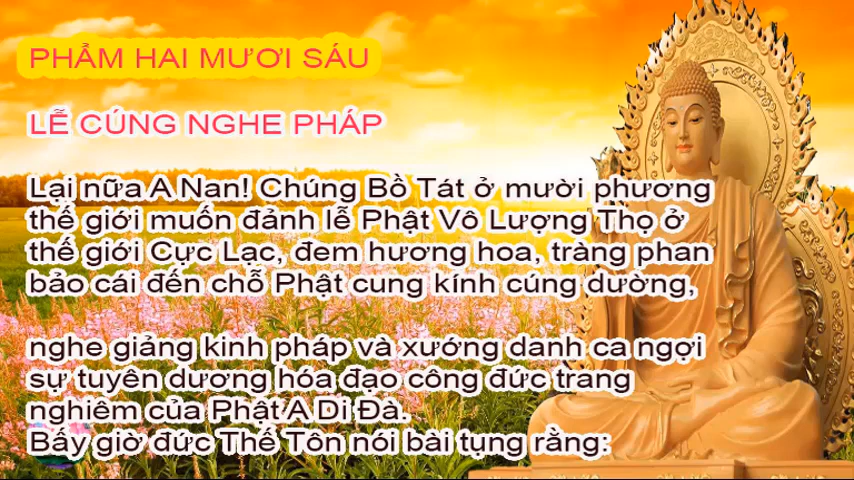 PHẨM HAI MƯƠI SÁU
LỄ CÚNG NGHE PHÁP
Lại nữa A Nan! Chúng Bồ Tát ở mười phương
thế giới muốn đảnh lễ Phật Vô Lượng Thọ ở
thế giới Cực Lạc, đem hương hoa, tràng phan
bảo cái đến chỗ Phật cung kính cúng dường,
nghe giảng kinh pháp và xướng danh ca ngợi
sự tuyên dương hóa đạo công đức trang
nghiêm của Phật A Di Đà.
Bấy giờ đức Thế Tôn nói bài tụng rằng: